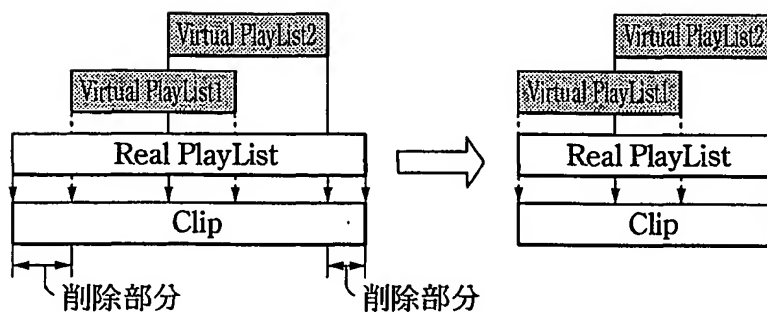 Virtual PlayList2
Virtual PlayList1
Real PlayList
Clip
削除部分
削除部分
Virtual PlayList2
Virtual PlayList1
Real PlayList
Clip